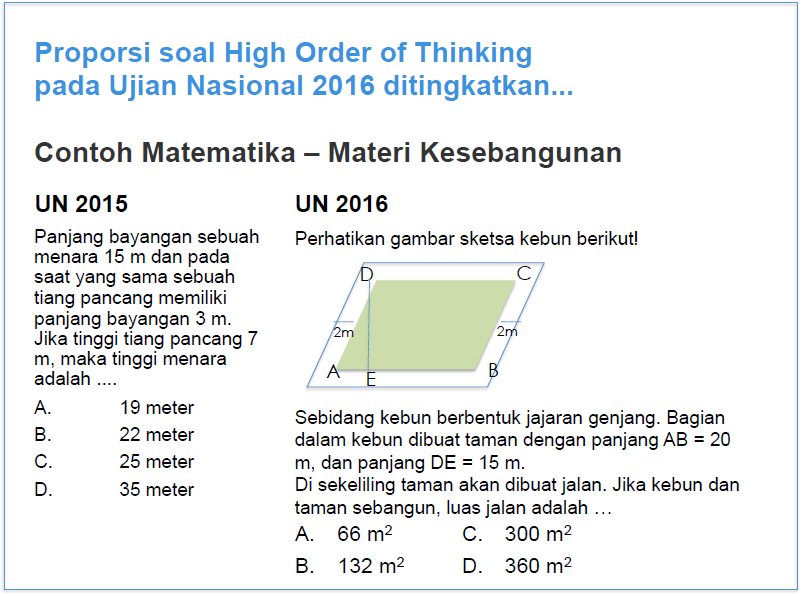 Proporsi soal High Order of Thinking
pada Ujian Nasional 2016 ditingkatkan...
Contoh Matematika – Materi Kesebangunan
UN 2015
Panjang bayangan sebuah
menara 15 m dan pada
saat yang sama sebuah
tiang pancang memiliki
panjang bayangan 3 m.
Jika tinggi tiang pancang 7
m, maka tinggi menara
adalah ....
A. 19 meter
B. 22 meter
C. 25 meter
D. 35 meter
UN 2016
Perhatikan gambar sketsa kebun berikut!
D C
2m 2m
A E B
Sebidang kebun berbentuk jajaran genjang. Bagian
dalam kebun dibuat taman dengan panjang AB = 20
m, dan panjang DE = 15 m.
Di sekeliling taman akan dibuat jalan. Jika kebun dan
taman sebangun, luas jalan adalah …
A. 66 m² C. 300 m²
B. 132 m² D. 360 m²